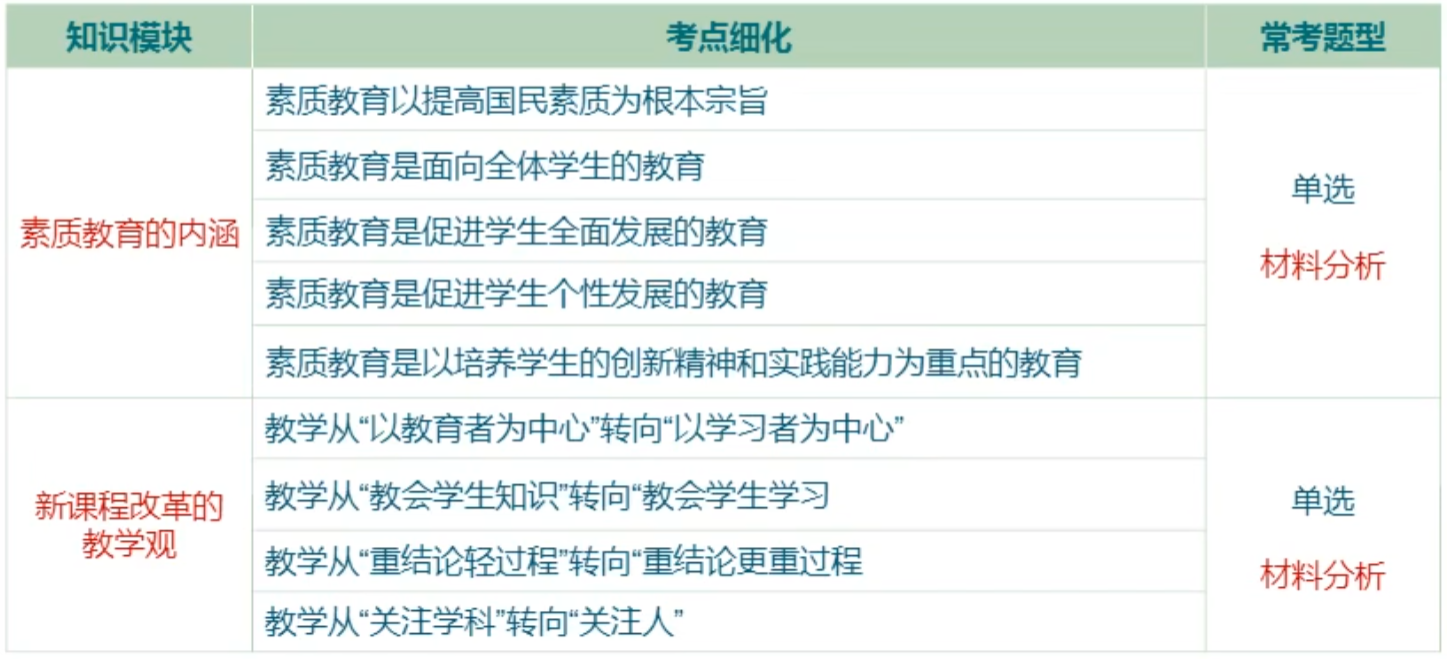 知识模块
考点细化
常考题型
素质教育的内涵
素质教育以提高国民素质为根本宗旨
素质教育是面向全体学生的教育
素质教育是促进学生全面发展的教育
素质教育是促进学生个性发展的教育
素质教育是以培养学生的创新精神和实践能力为重点的教育
单选
材料分析
新课程改革的
教学观
教学从“以教育者为中心”转向“以学习者为中心”
教学从“教会学生知识”转向“教会学生学习
教学从“重结论轻过程”转向“重结论更重过程
教学从“关注学科”转向“关注人”
单选
材料分析